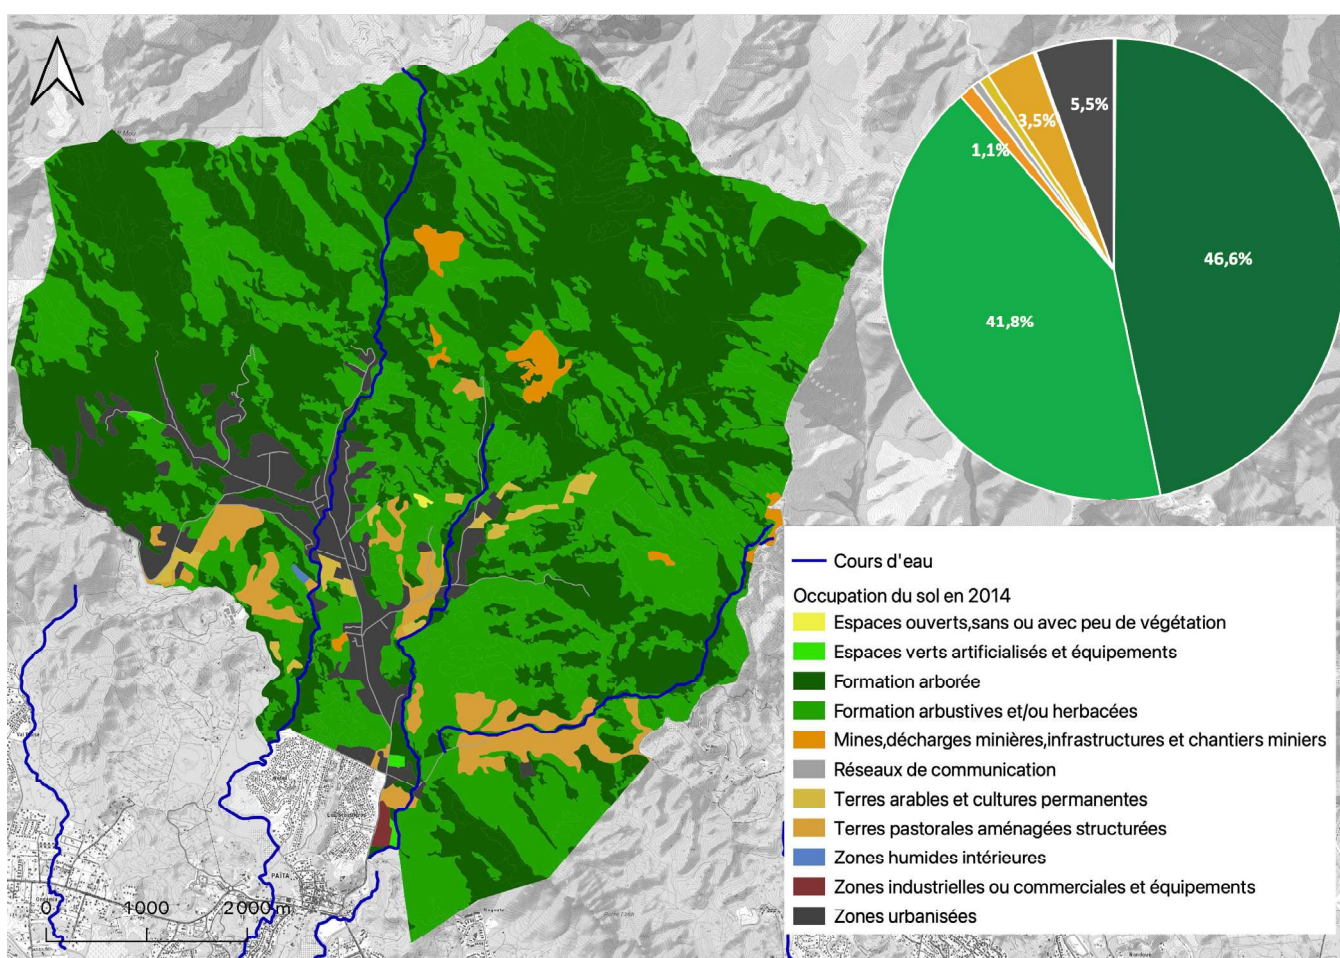 5,5%
3,5%
1,1%
46,6%
41,8%
Cours d'eau
Occupation du sol en 2014
Espaces ouverts,sans ou avec peu de végétation
Espaces verts artificialisés et équipements
Formation arborée
Formation arbustives et/ou herbacées
Mines,décharges minières,infrastructures et chantiers miniers
Réseaux de communication
Terres arables et cultures permanentes
Terres pastorales aménagées structurées
Zones humides intérieures
Zones industrielles ou commerciales et équipements
Zones urbanisées
PAÏTA
0 1000 2000 m